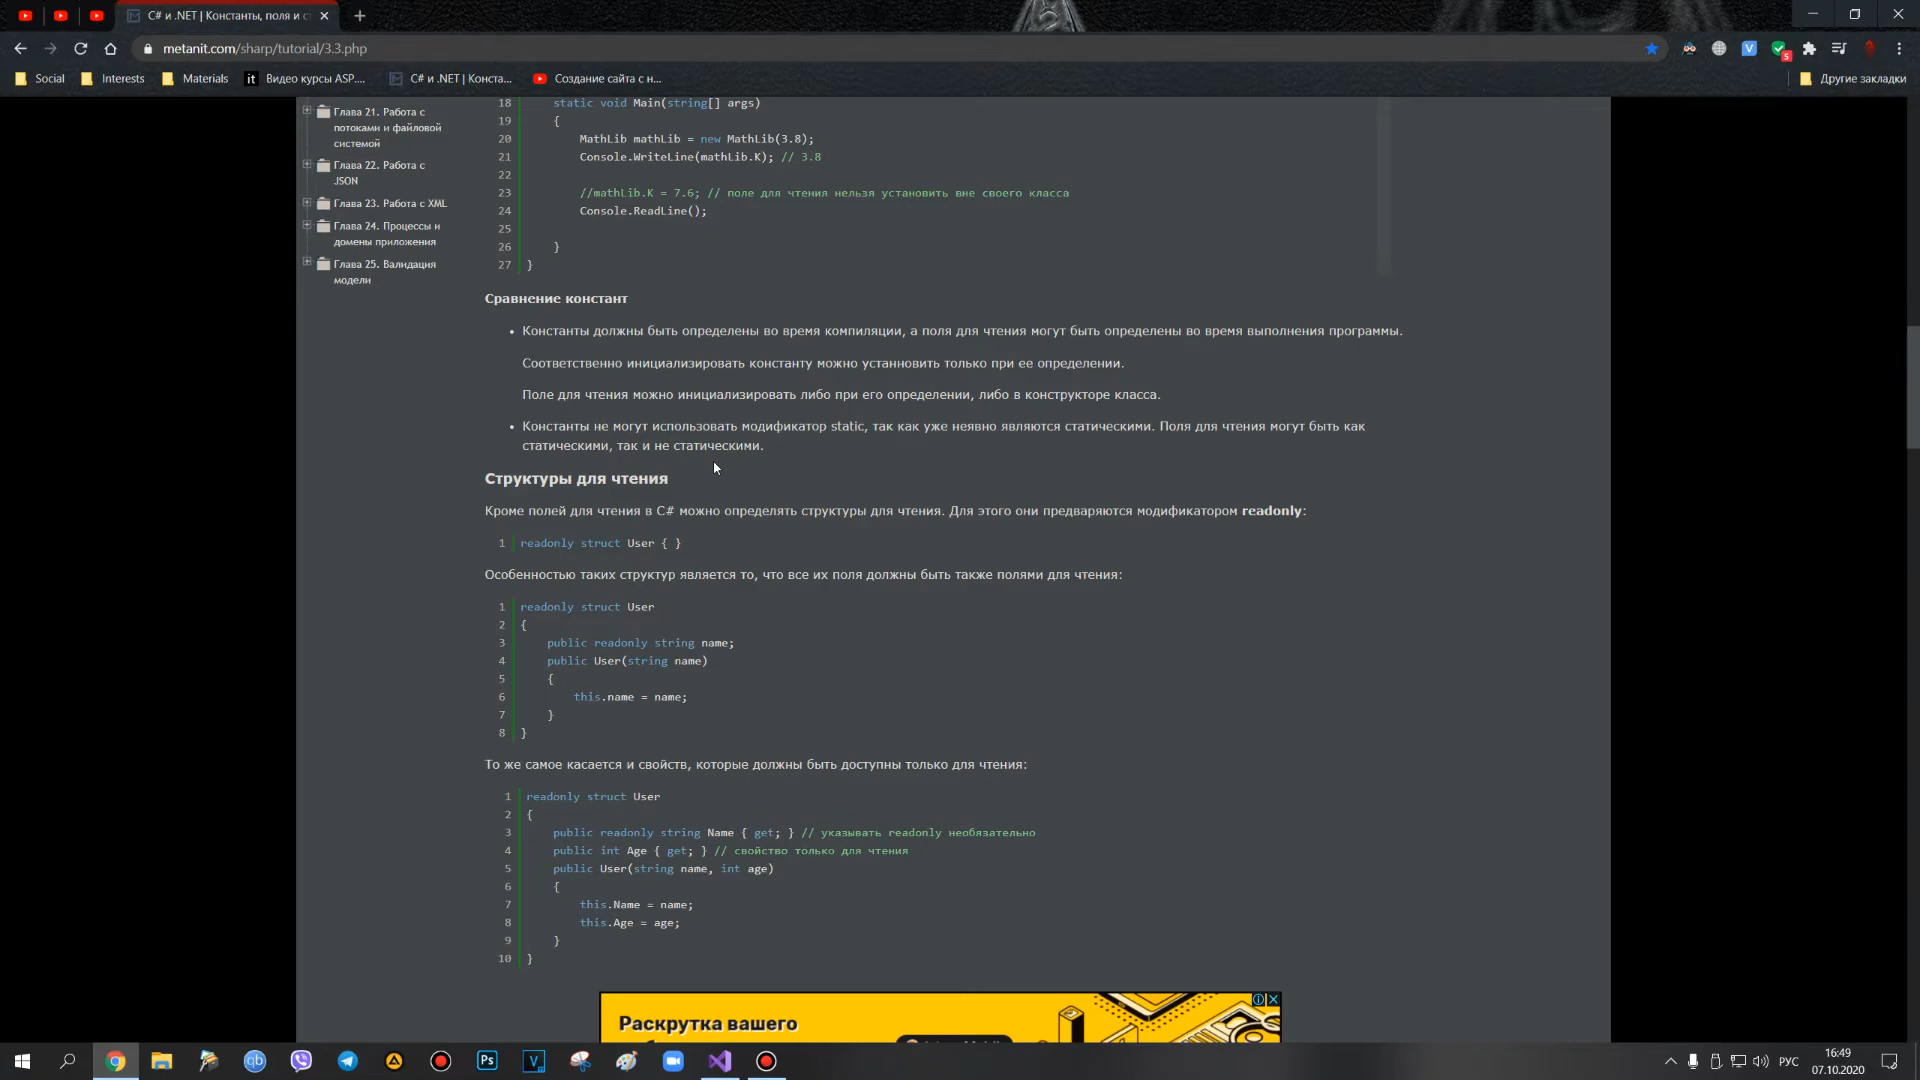 C# и .NET | Константы, поля и с
metanit.com/sharp/tutorial/3.3.php
Social
Interests
Materials
it
Видео курсы ASP....
C# и .NET | Конста...
Создание сайта с н...
Другие закладки
5
Глава 21. Работа с
потоками и файловой
системой
Глава 22. Работа с
JSON
Глава 23. Работа с XML
Глава 24. Процессы и
домены приложения
Глава 25. Валидация
модели
18 static void Main(string[] args)
19 {
20 MathLib mathLib = new MathLib(3.8);
21 Console.WriteLine(mathLib.K); // 3.8
22
23 //mathLib.K = 7.6; // поле для чтения нельзя установить вне своего класса
24 Console.ReadLine();
25
26 }
27 }
Сравнение констант
• Константы должны быть определены во время компиляции, а поля для чтения могут быть определены во время выполнения программы.
Соответственно инициализировать константу можно устанновить только при ее определении.
Поле для чтения можно инициализировать либо при его определении, либо в конструкторе класса.
• Константы не могут использовать модификатор static, так как уже неявно являются статическими. Поля для чтения могут быть как
статическими, так и не статическими.
Структуры для чтения
Кроме полей для чтения в C# можно определять структуры для чтения. Для этого они предваряются модификатором readonly:
1 readonly struct User { }
Особенностью таких структур является то, что все их поля должны быть также полями для чтения:
1 readonly struct User
2 {
3 public readonly string name;
4 public User(string name)
5 {
6 this.name = name;
7 }
8 }
То же самое касается и свойств, которые должны быть доступны только для чтения:
1 readonly struct User
2 {
3 public readonly string Name { get; } // указывать readonly необязательно
4 public int Age { get; } // свойство только для чтения
5 public User(string name, int age)
6 {
7 this.Name = name;
8 this.Age = age;
9 }
10 }
Раскрутка вашего
qb
Ps
V
РУС
16:49
07.10.2020